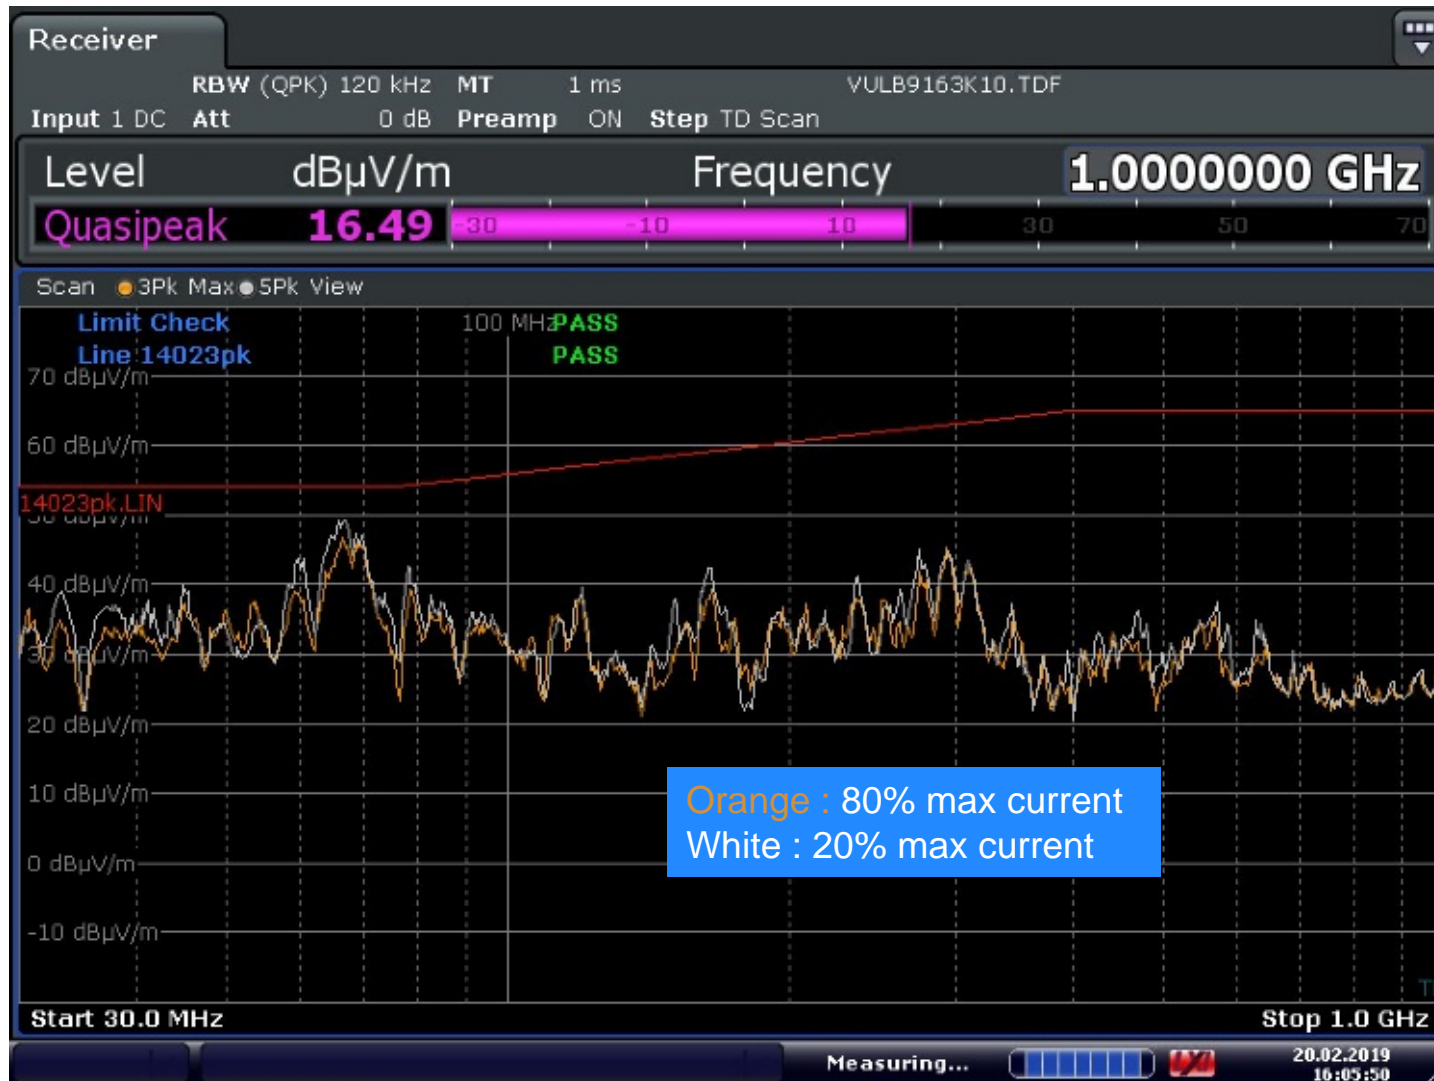 Receiver
RBW (QPK) 120 kHz MT 1 ms VULB9163K10.TDF
Input 1 DC Att 0 dB Preamp ON Step TD Scan
Level dBµV/m Frequency 1.0000000 GHz
Quasipeak 16.49 -30 -10 10 30 50 70
Scan 3Pk Max 5Pk View
Limit Check 100 MHz PASS
Line 14023pk PASS
70 dBµV/m
60 dBµV/m
14023pk.LIN
50 dBµV/m
40 dBµV/m
30 dBµV/m
20 dBµV/m
10 dBµV/m
Orange : 80% max current
White : 20% max current
0 dBµV/m
-10 dBµV/m
Start 30.0 MHz Stop 1.0 GHz
Measuring... 20.02.2019
16:05:50